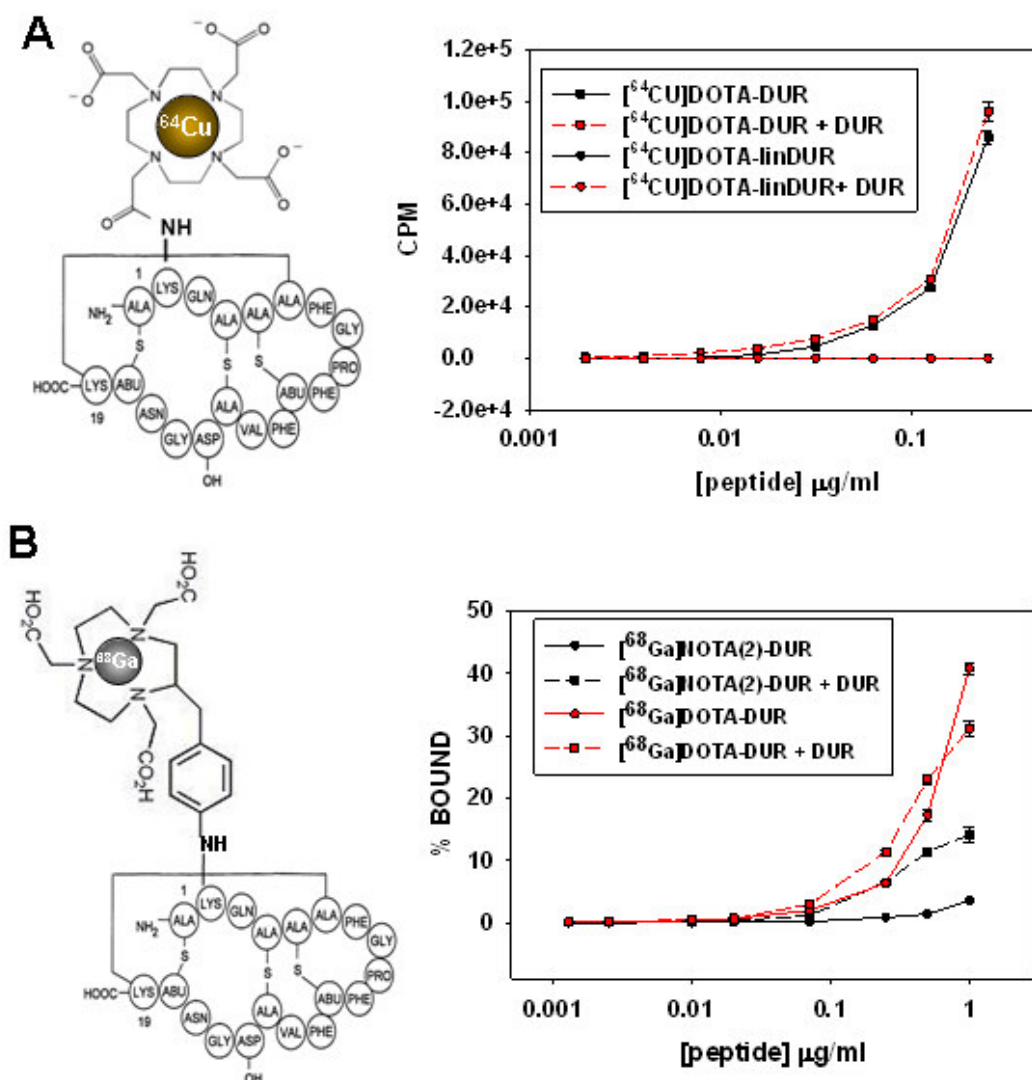 A
O
O⁻
O
O⁻
N
N
⁶⁴Cu
N
N
O⁻
O
O
NH
1
LYS
GLN
ALA
ALA
ALA
PHE
GLY
PRO
PHE
ABU
PHE
VAL
ALA
ASP
GLY
ASN
ABU
LYS
ALA
NH₂
S
S
S
HOOC
19
OH
1.2e+5
1.0e+5
8.0e+4
6.0e+4
4.0e+4
2.0e+4
0.0
-2.0e+4
CPM
[⁶⁴CU]DOTA-DUR
[⁶⁴CU]DOTA-DUR + DUR
[⁶⁴CU]DOTA-linDUR
[⁶⁴CU]DOTA-linDUR+ DUR
0.001
0.01
0.1
[peptide] µg/ml
B
HO₂C
HO₂C
N
N
N
⁶⁸Ga
CO₂H
NH
1
LYS
GLN
ALA
ALA
ALA
PHE
GLY
PRO
PHE
ABU
PHE
VAL
ALA
ASP
GLY
ASN
ABU
LYS
ALA
NH₂
S
S
S
HOOC
19
OH
50
40
30
20
10
0
% BOUND
[⁶⁸Ga]NOTA(2)-DUR
[⁶⁸Ga]NOTA(2)-DUR + DUR
[⁶⁸Ga]DOTA-DUR
[⁶⁸Ga]DOTA-DUR + DUR
0.001
0.01
0.1
1
[peptide] µg/ml